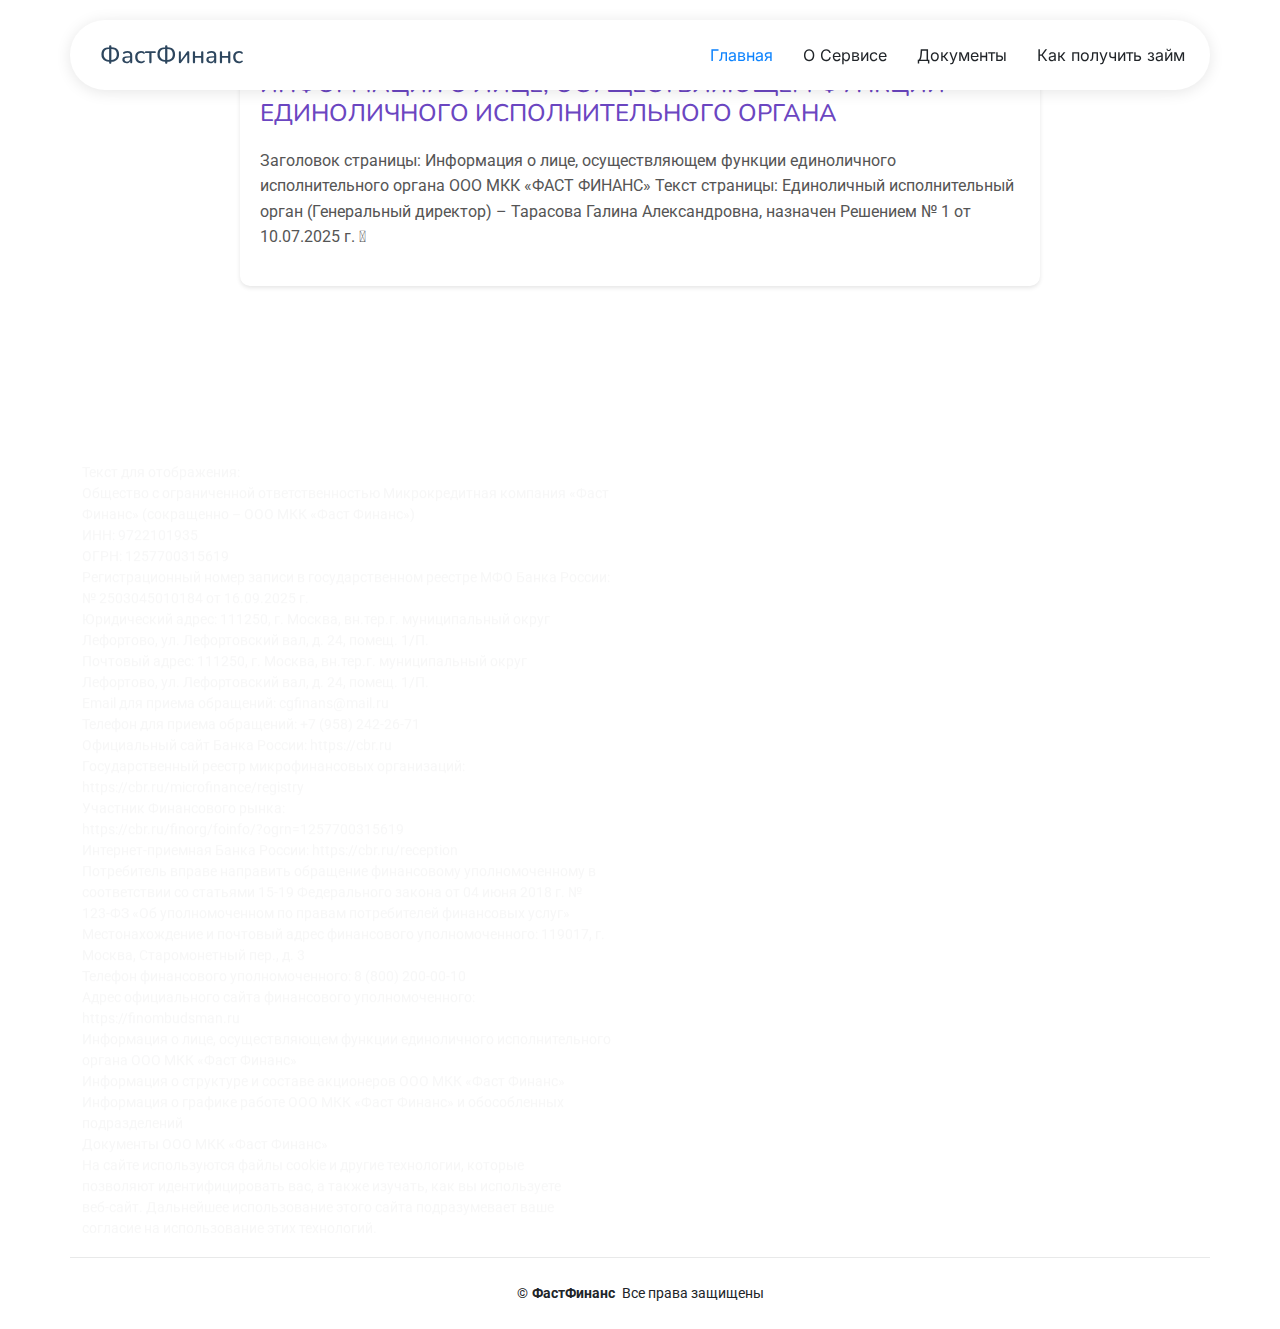 ФастФинанс
Главная
О Сервисе
Документы
Как получить займ
ИНФОРМАЦИЯ О ЛИЦЕ, ОСУЩЕСТВЛЯЮЩЕМ ФУНКЦИИ
ЕДИНОЛИЧНОГО ИСПОЛНИТЕЛЬНОГО ОРГАНА
Заголовок страницы: Информация о лице, осуществляющем функции единоличного
исполнительного органа ООО МКК «ФАСТ ФИНАНС» Текст страницы: Единоличный исполнительный
орган (Генеральный директор) – Тарасова Галина Александровна, назначен Решением № 1 от
10.07.2025 г.
Текст для отображения:
Общество с ограниченной ответственностью Микрокредитная компания «Фаст
Финанс» (сокращенно – ООО МКК «Фаст Финанс»)
ИНН: 9722101935
ОГРН: 1257700315619
Регистрационный номер записи в государственном реестре МФО Банка России
№ 2503045010184 от 16.09.2025 г.
Юридический адрес: 111250, г. Москва, вн.тер.г. муниципальный округ
Лефортово, ул. Лефортовский вал, д. 24, помещ. 1/П
Почтовый адрес: 111250, г. Москва, вн.тер.г. муниципальный округ
Лефортово, ул. Лефортовский вал, д. 24, помещ. 1/П
Email для приема обращений:
Телефон для приема обращений: +7 (958) 242-26-71
Официальный сайт Банка России: https://cbr.ru
Государственный реестр микрофинансовых организаций:
https://cbr.ru/microfinance/registry
Участник Финансового рынка:
https://cbr.ru/finorg/foinfo/?ogrn=1257700315619
Интернет-приемная Банка России: https://cbr.ru/reception
Потребитель вправе направить обращение финансовому уполномоченному в
соответствии со статьями 15-19 Федерального закона от 04 июня 2018 г. №
123-ФЗ «Об уполномоченном по правам потребителей финансовых услуг»
Местонахождение и почтовый адрес финансового уполномоченного: 119017, г.
Москва, Старомонетный пер., д. 3
Телефон финансового уполномоченного: 8 (800) 200-00-10
Адрес официального сайта финансового уполномоченного:
https://finombudsman.ru
Информация о лице, осуществляющем функции единоличного исполнительного
органа ООО МКК «Фаст Финанс»
Информация о структуре и составе акционеров ООО МКК «Фаст Финанс»
Информация о графике работе ООО МКК «Фаст Финанс» и обособленных
подразделений
Документы ООО МКК «Фаст Финанс»
На сайте используются файлы cookie и другие технологии, которые
позволяют идентифицировать вас, а также изучать, как вы используете
веб-сайт. Дальнейшее использование этого сайта подразумевает ваше
согласие на использование этих технологий.
© ФастФинанс Все права защищены